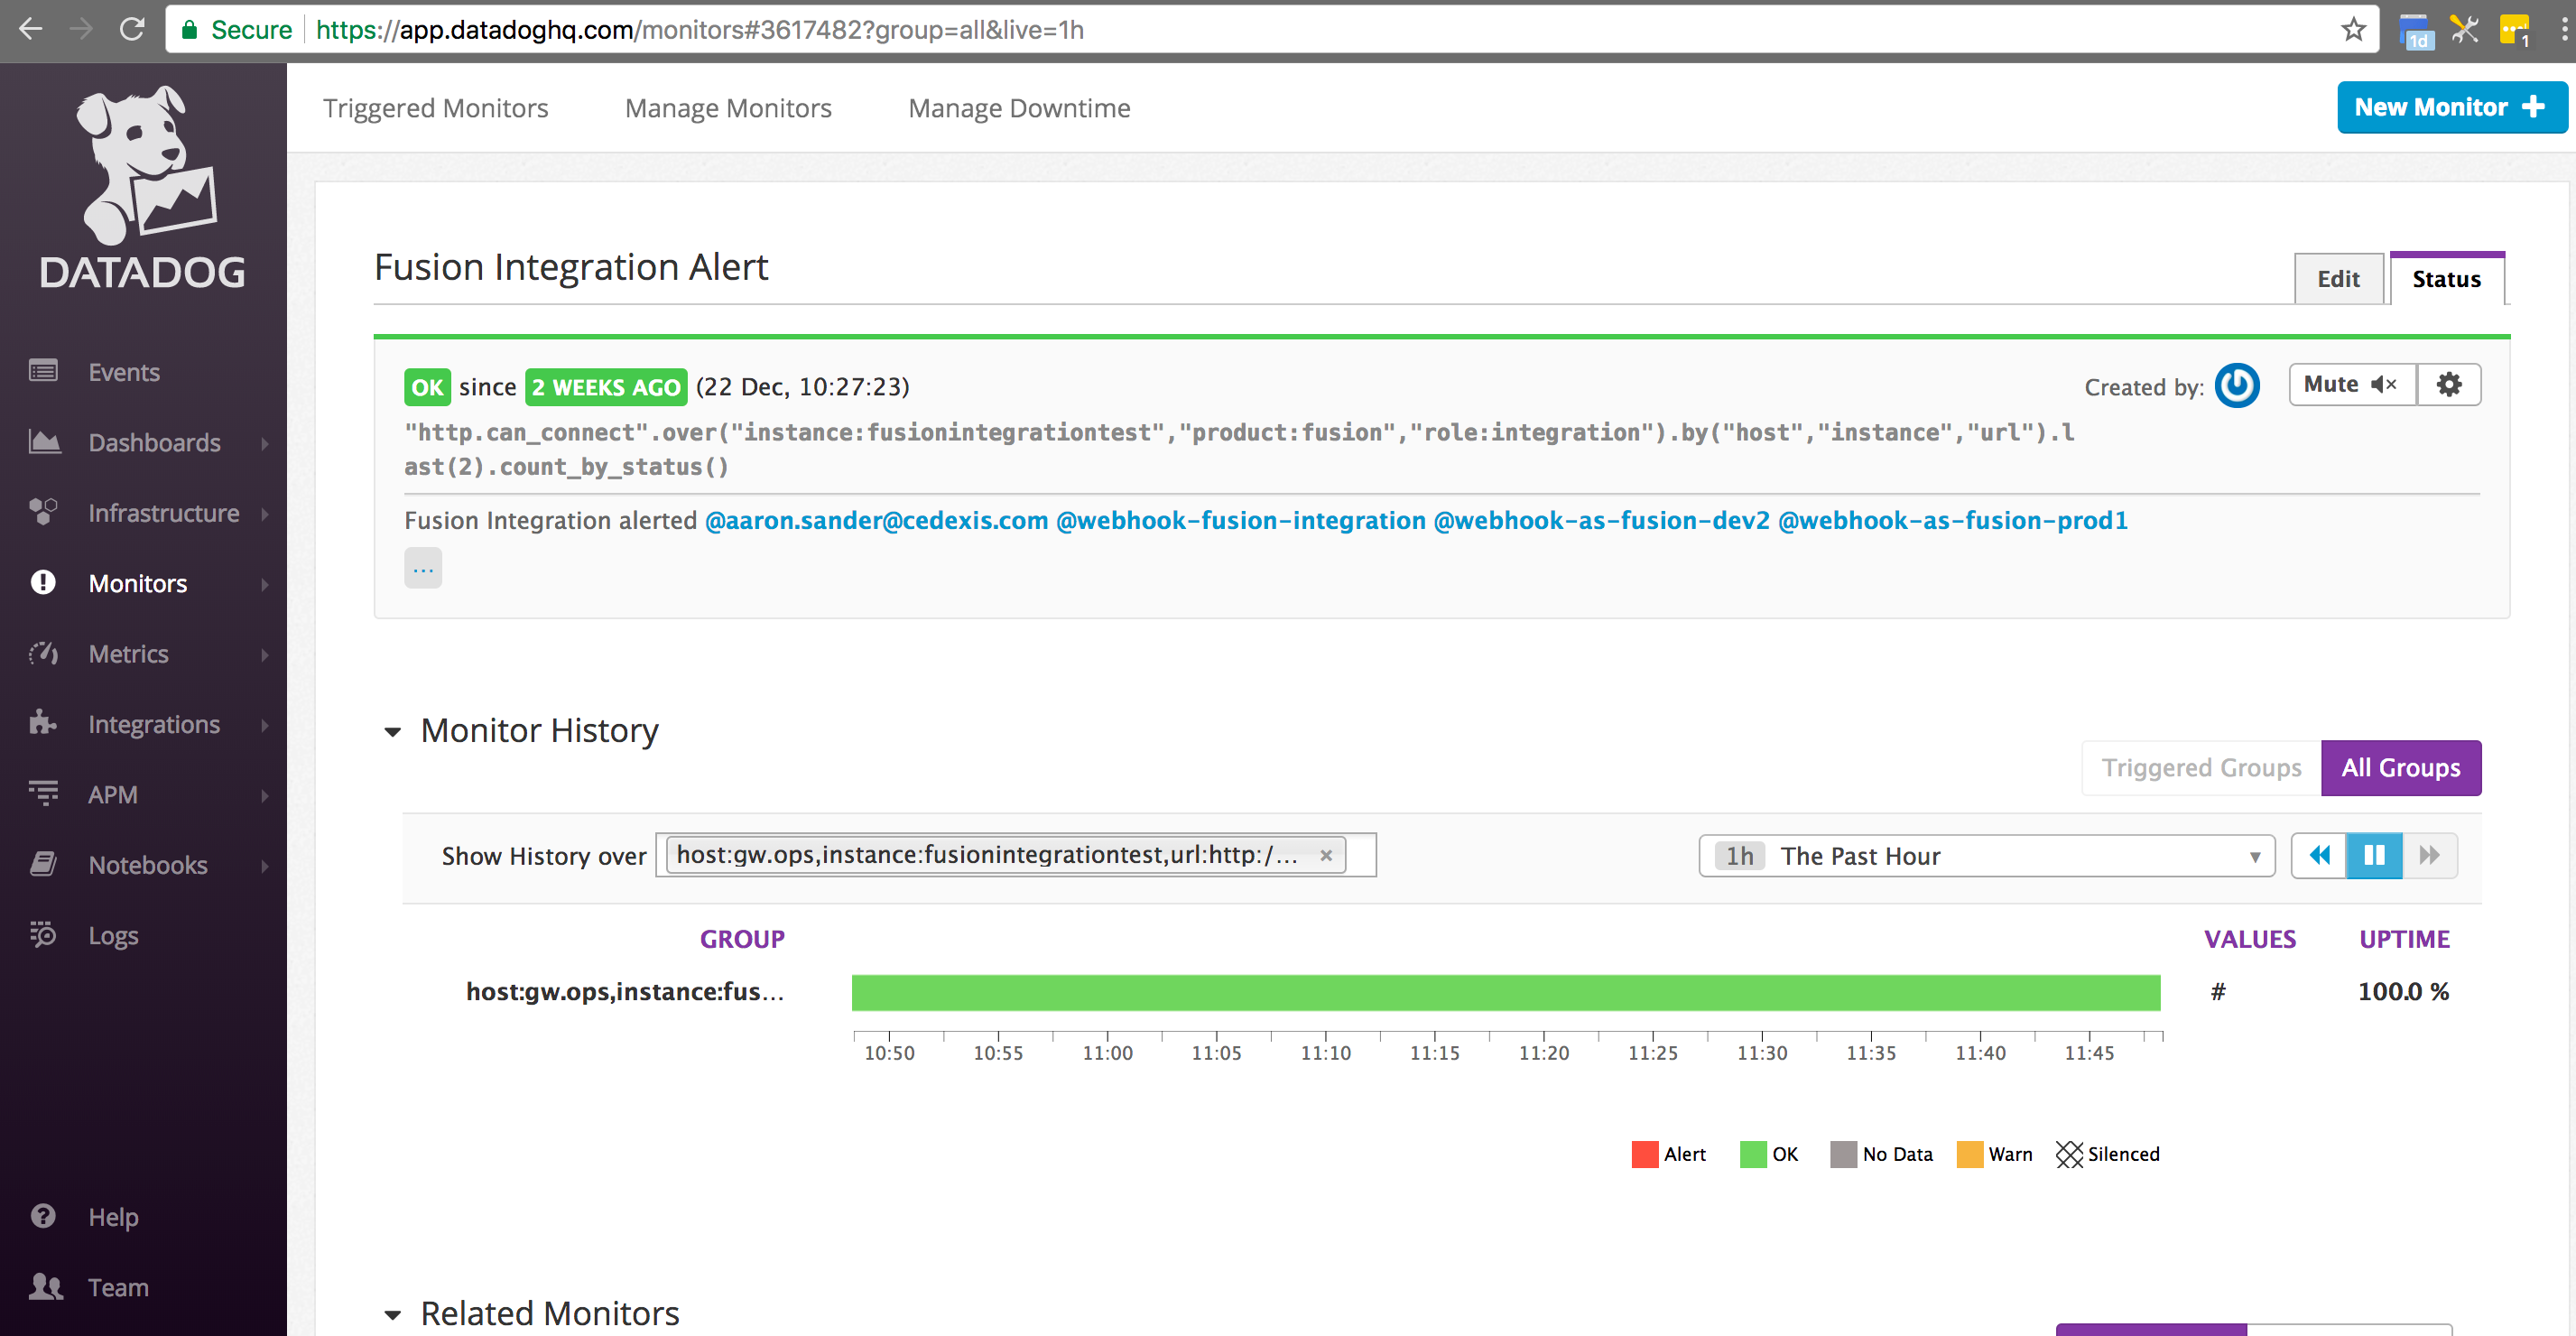 Secure https://app.datadoghq.com/monitors#3617482?group=all&live=1h
1d
1
DATADOG
Events
Dashboards
Infrastructure
Monitors
Metrics
Integrations
APM
Notebooks
Logs
Help
Team
Triggered Monitors Manage Monitors Manage Downtime
New Monitor +
Fusion Integration Alert
Edit Status
OK since 2 WEEKS AGO (22 Dec, 10:27:23)
Created by:
Mute
"http.can_connect".over("instance:fusionintegrationtest","product:fusion","role:integration").by("host","instance","url").l
ast(2).count_by_status()
Fusion Integration alerted @aaron.sander@cedexis.com @webhook-fusion-integration @webhook-as-fusion-dev2 @webhook-as-fusion-prod1
...
Monitor History
Triggered Groups All Groups
Show History over host:gw.ops,instance:fusionintegrationtest,url:http:/... ×
1h The Past Hour
GROUP VALUES UPTIME
host:gw.ops,instance:fus... # 100.0 %
10:50 10:55 11:00 11:05 11:10 11:15 11:20 11:25 11:30 11:35 11:40 11:45
Alert OK No Data Warn Silenced
Related Monitors